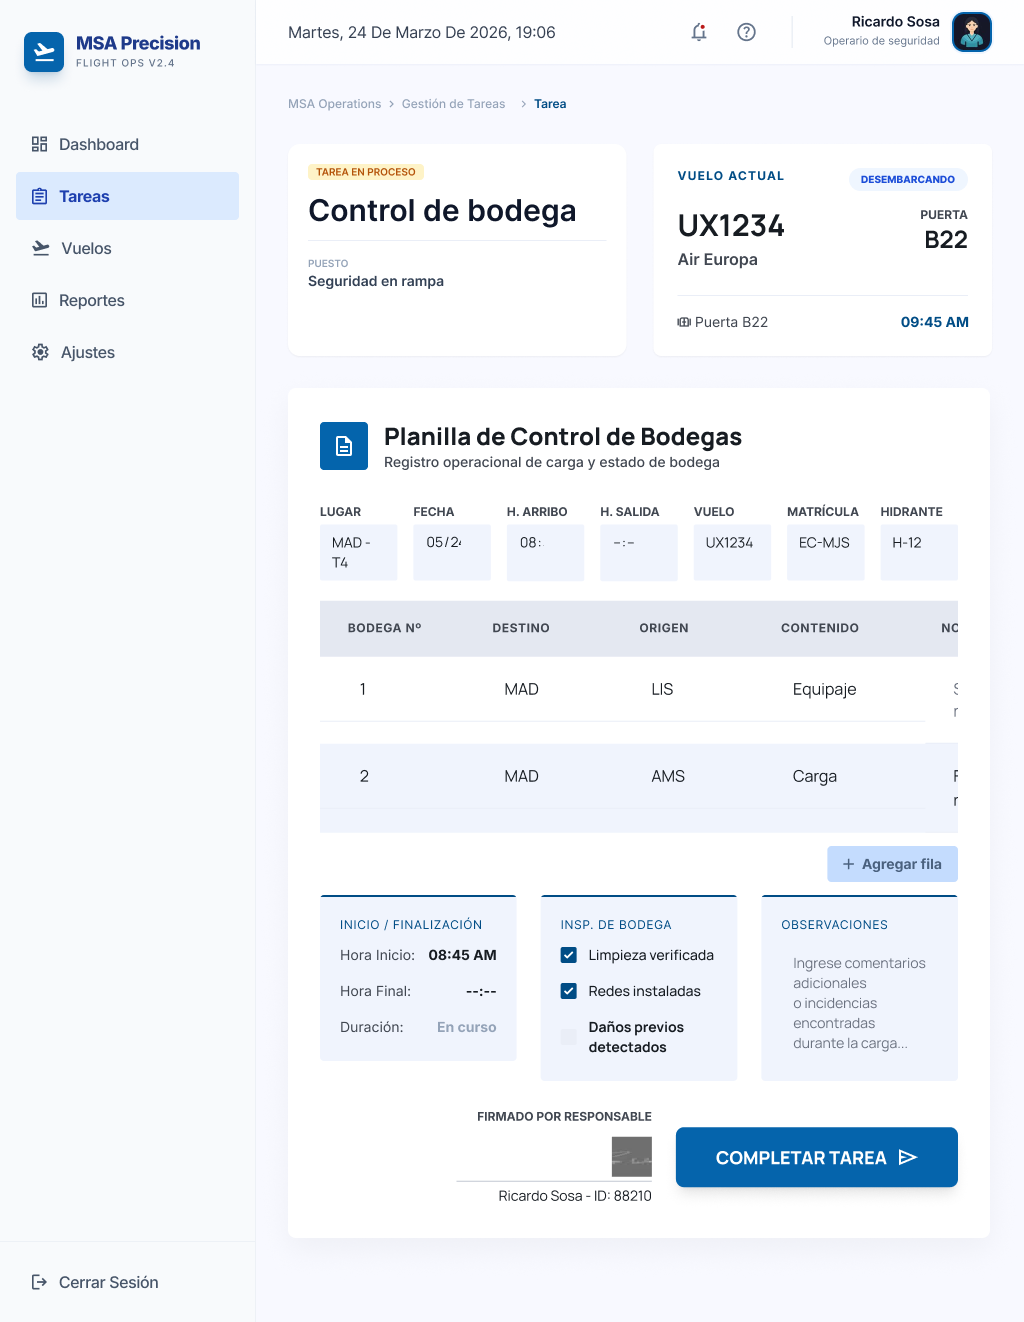 MSA Precision
FLIGHT OPS V2.4
Dashboard
Tareas
Vuelos
Reportes
Ajustes
Cerrar Sesión
Martes, 24 De Marzo De 2026, 19:06
Ricardo Sosa
Operario de seguridad
MSA Operations > Gestión de Tareas > Tarea
TAREA EN PROCESO
Control de bodega
PUESTO
Seguridad en rampa
VUELO ACTUAL
DESEMBARCANDO
UX1234
Air Europa
PUERTA
B22
Puerta B22
09:45 AM
Planilla de Control de Bodegas
Registro operacional de carga y estado de bodega
LUGAR FECHA H. ARRIBO H. SALIDA VUELO MATRÍCULA HIDRANTE
MAD - 05/24 08: --:-- UX1234 EC-MJS H-12
T4
BODEGA Nº DESTINO ORIGEN CONTENIDO
1 MAD LIS Equipaje
2 MAD AMS Carga
+ Agregar fila
INICIO / FINALIZACIÓN
Hora Inicio: 08:45 AM
Hora Final: --:--
Duración: En curso
INSP. DE BODEGA
Limpieza verificada
Redes instaladas
Daños previos
detectados
OBSERVACIONES
Ingrese comentarios
adicionales
o incidencias
encontradas
durante la carga...
FIRMADO POR RESPONSABLE
Ricardo Sosa - ID: 88210
COMPLETAR TAREA